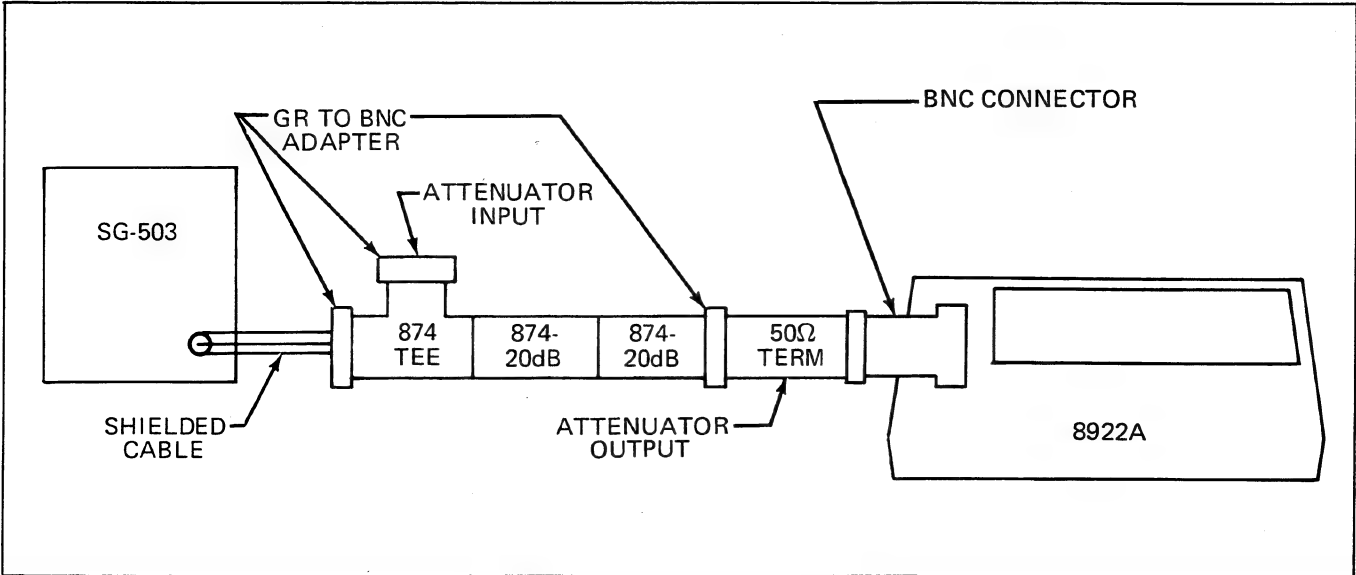 BNC CONNECTOR
GR TO BNC
ADAPTER
ATTENUATOR
INPUT
SG-503
874
TEE
874-
20dB
874-
20dB
50Ω
TERM
SHIELDED
CABLE
ATTENUATOR
OUTPUT
8922A